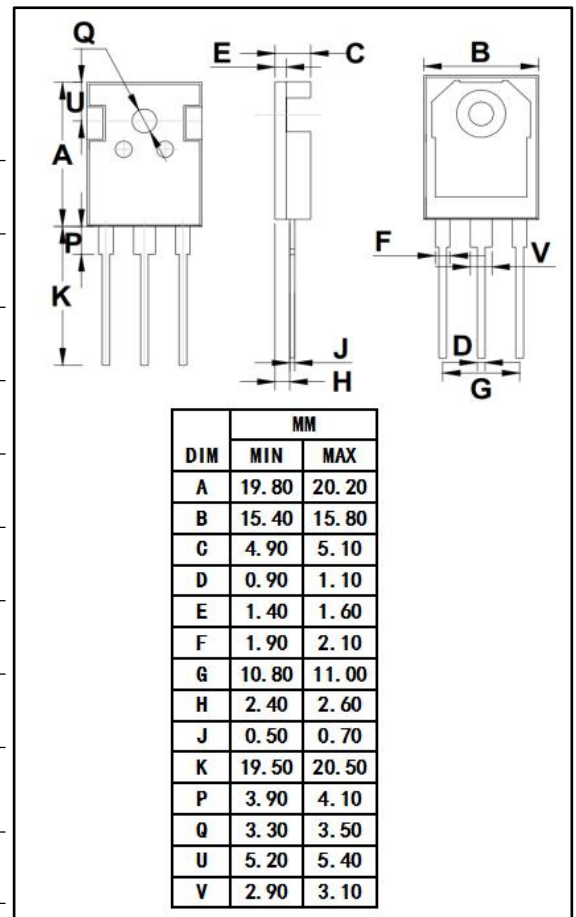 Q
E
C
B
U
A
P
K
F
V
J
H
D
G
MM
DIM MIN MAX
A 19.80 20.20
B 15.40 15.80
C 4.90 5.10
D 0.90 1.10
E 1.40 1.60
F 1.90 2.10
G 10.80 11.00
H 2.40 2.60
J 0.50 0.70
K 19.50 20.50
P 3.90 4.10
Q 3.30 3.50
U 5.20 5.40
V 2.90 3.10